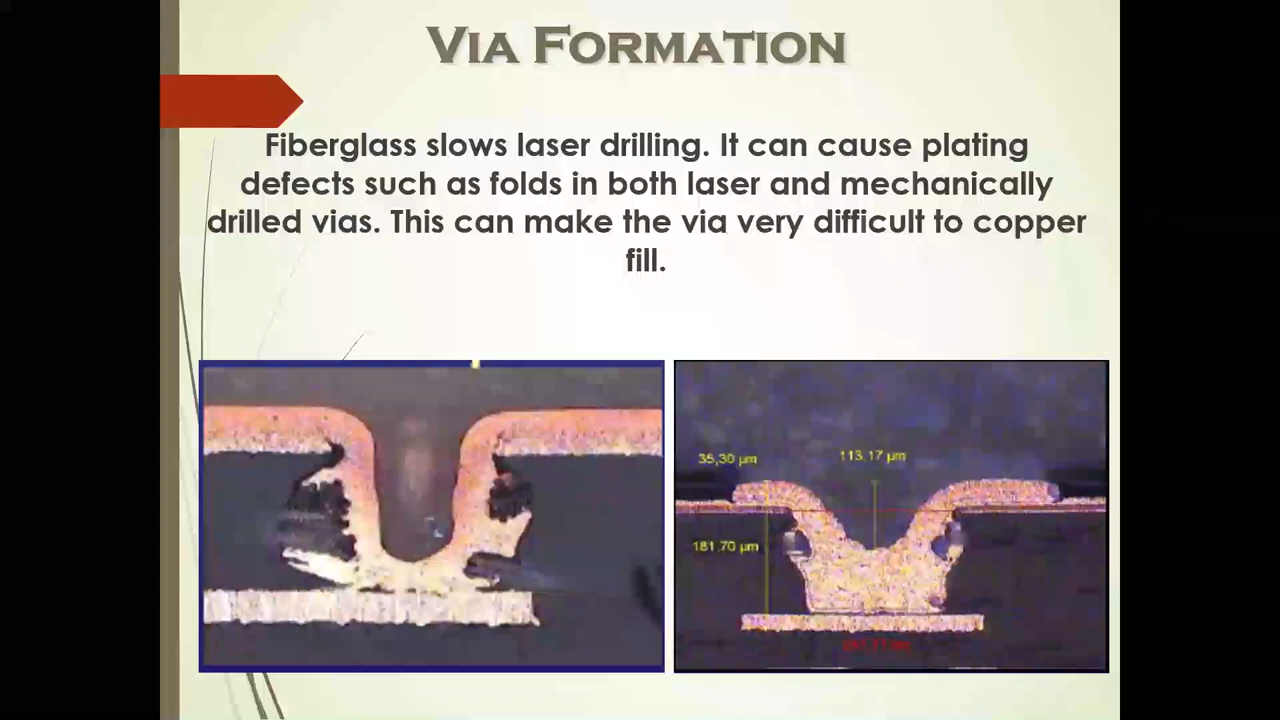 VIA FORMATION
Fiberglass slows laser drilling. It can cause plating
defects such as folds in both laser and mechanically
drilled vias. This can make the via very difficult to copper
fill.
35,30 µm
113.17 µm
181.70 µm